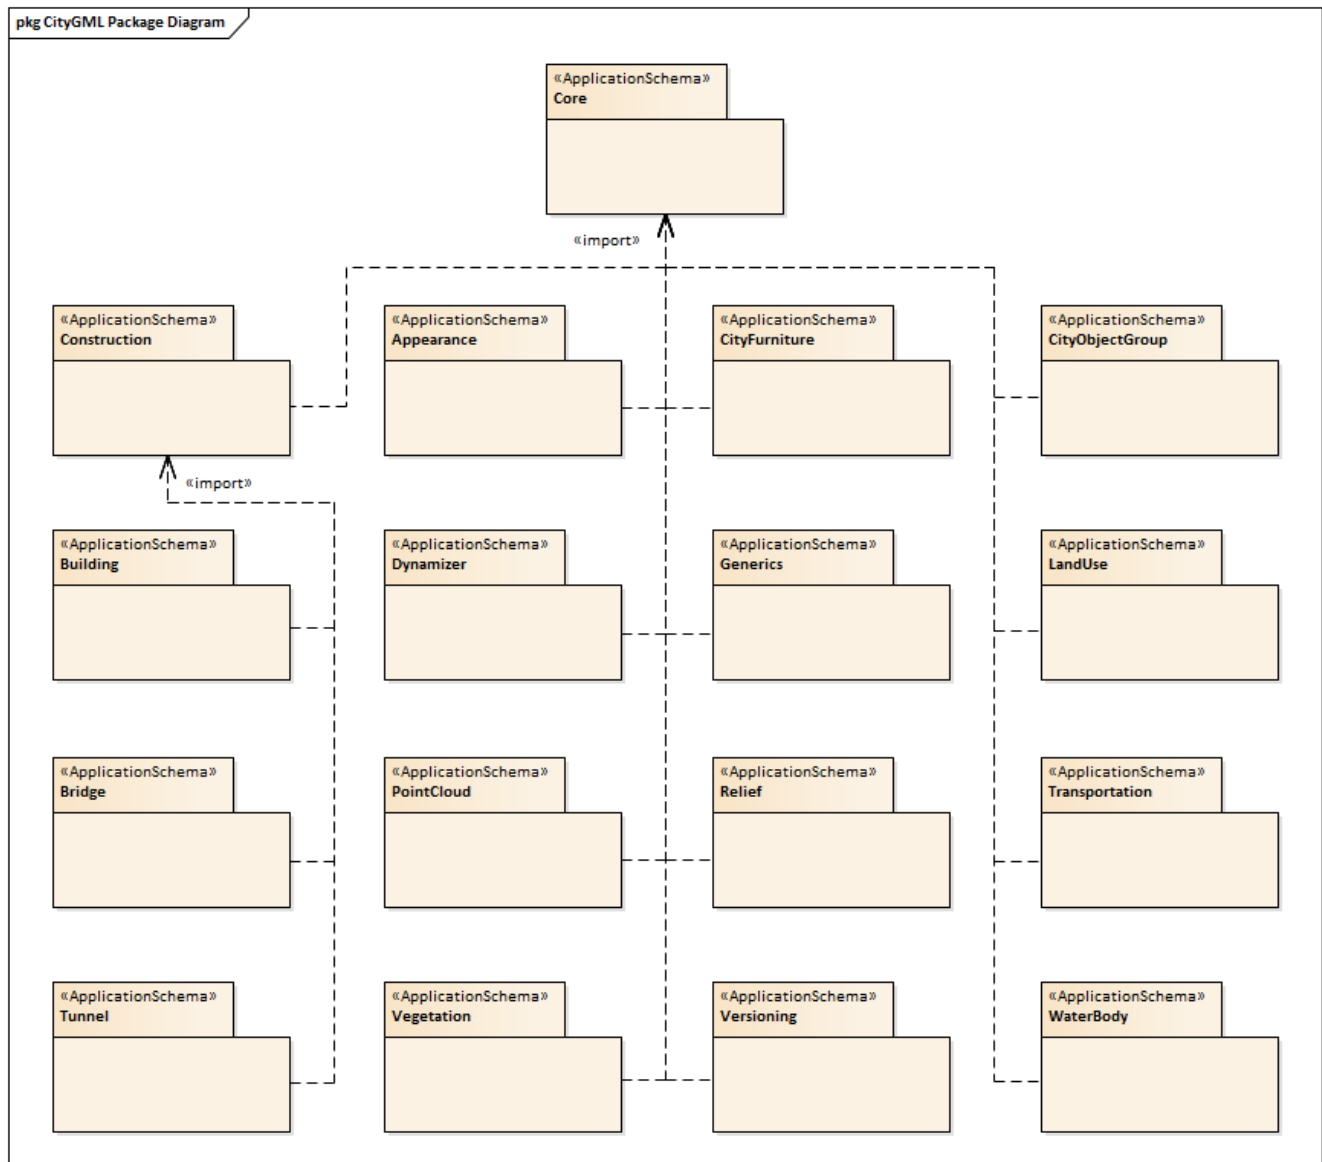 pkg CityGML Package Diagram
«ApplicationSchema»
Core
«import»
«ApplicationSchema»
Construction
«ApplicationSchema»
Appearance
«ApplicationSchema»
CityFurniture
«ApplicationSchema»
CityObjectGroup
«import»
«ApplicationSchema»
Building
«ApplicationSchema»
Dynamizer
«ApplicationSchema»
Generics
«ApplicationSchema»
LandUse
«ApplicationSchema»
Bridge
«ApplicationSchema»
PointCloud
«ApplicationSchema»
Relief
«ApplicationSchema»
Transportation
«ApplicationSchema»
Tunnel
«ApplicationSchema»
Vegetation
«ApplicationSchema»
Versioning
«ApplicationSchema»
WaterBody